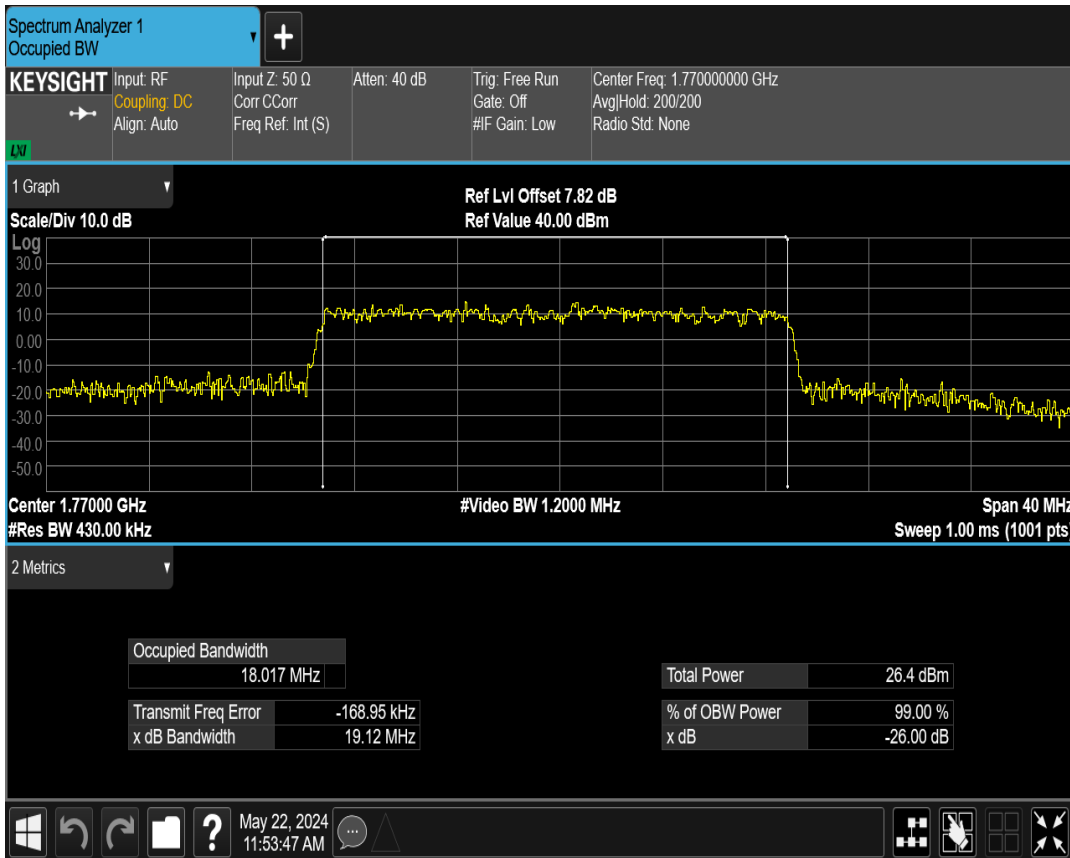 Spectrum Analyzer 1
Occupied BW
+
KEYSIGHT
Input: RF
Coupling: DC
Align: Auto
Input Z: 50 Ω
Corr CCorr
Freq Ref: Int (S)
Atten: 40 dB
Trig: Free Run
Gate: Off
#IF Gain: Low
Center Freq: 1.770000000 GHz
Avg|Hold: 200/200
Radio Std: None
LXI
1 Graph
Scale/Div 10.0 dB
Ref Lvl Offset 7.82 dB
Ref Value 40.00 dBm
Log
30.0
20.0
10.0
0.00
-10.0
-20.0
-30.0
-40.0
-50.0
Center 1.77000 GHz
#Video BW 1.2000 MHz
Span 40 MHz
#Res BW 430.00 kHz
Sweep 1.00 ms (1001 pts)
2 Metrics
Occupied Bandwidth
18.017 MHz
Total Power 26.4 dBm
Transmit Freq Error -168.95 kHz
% of OBW Power 99.00 %
x dB Bandwidth 19.12 MHz
x dB -26.00 dB
?
May 22, 2024
11:53:47 AM